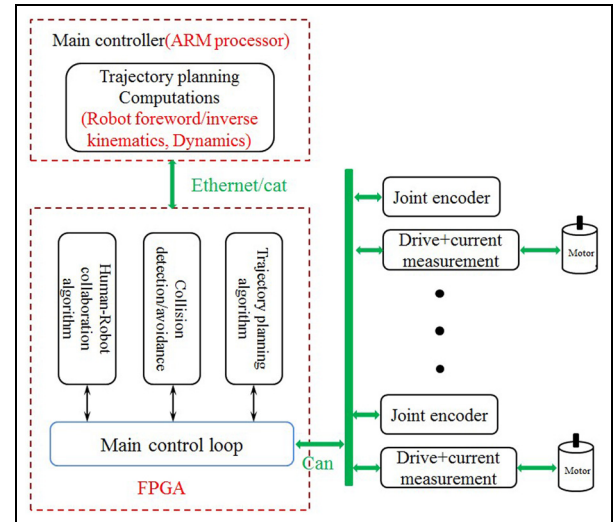 Main controller(ARM processor)
Trajectory planning
Computations
(Robot foreword/inverse
kinematics, Dynamics)
Ethernet/cat
Human-Robot
collaboration
algorithm
Collision
detection/avoidance
Trajectory planning
algorithm
Main control loop
FPGA
Can
Joint encoder
Drive+current
measurement
Motor
Joint encoder
Drive+current
measurement
Motor